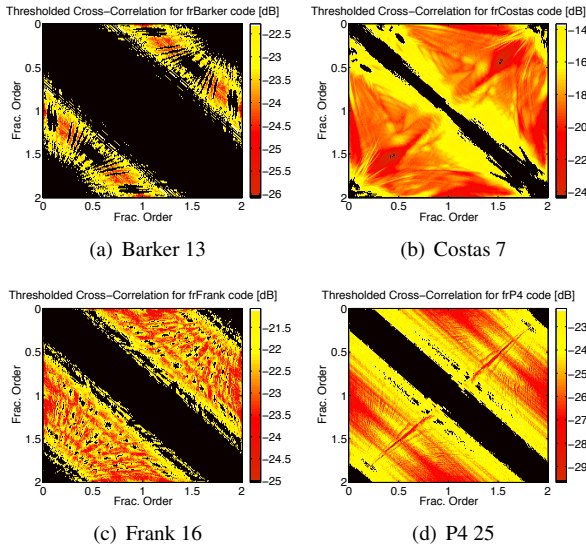 Thresholded Cross-Correlation for frBarker code [dB]
0
0.5
1.0
1.5
2
Frac. Order
0 0.5 1 1.5 2
Frac. Order
-22.5
-23
-23.5
-24
-24.5
-25
-25.5
-26
(a) Barker 13
Thresholded Cross-Correlation for frCostas code [dB]
0
0.5
1.0
1.5
2
Frac. Order
0 0.5 1 1.5 2
Frac. Order
-14
-16
-18
-20
-22
-24
(b) Costas 7
Thresholded Cross-Correlation for frFrank code [dB]
0
0.5
1.0
1.5
2
Frac. Order
0 0.5 1 1.5 2
Frac. Order
-21.5
-22
-22.5
-23
-23.5
-24
-24.5
-25
(c) Frank 16
Thresholded Cross-Correlation for frP4 code [dB]
0
0.5
1.0
1.5
2
Frac. Order
0 0.5 1 1.5 2
Frac. Order
-23
-24
-25
-26
-27
-28
-29
(d) P4 25